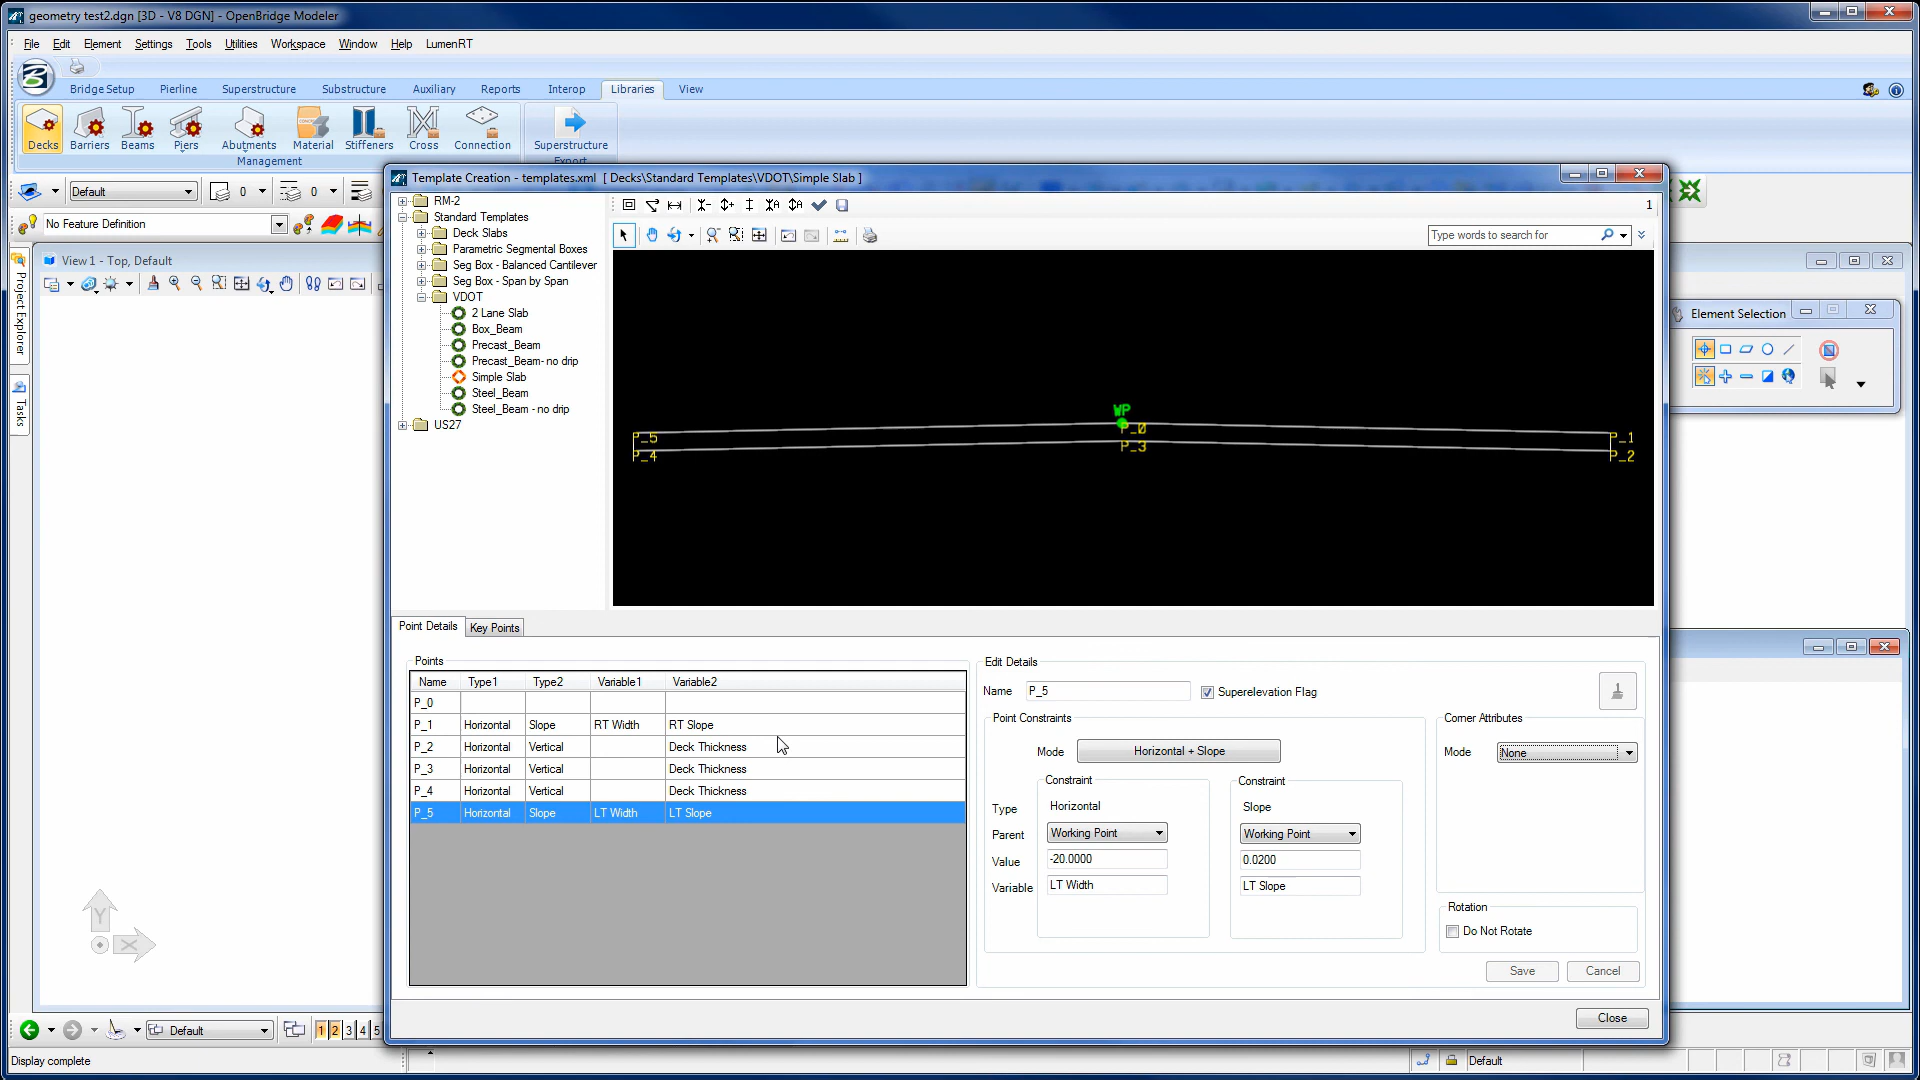 geometry test2.dgn [3D - V8 DGN] - OpenBridge Modeler
File Edit Element Settings Tools Utilities Workspace Window Help LumenRT
Bridge Setup Pierline Superstructure Substructure Auxiliary Reports Interop Libraries View
Decks Barriers Beams Piers Abutments Material Stiffeners Cross Connection Superstructure
Management Export
Default 0 0
No Feature Definition
View 1 - Top, Default
Project Explorer
Tasks
Template Creation - templates.xml [ Decks\Standard Templates\VDOT\Simple Slab ]
RM-2
Standard Templates
Deck Slabs
Parametric Segmental Boxes
Seg Box - Balanced Cantilever
Seg Box - Span by Span
VDOT
2 Lane Slab
Box_Beam
Precast_Beam
Precast_Beam- no drip
Simple Slab
Steel_Beam
Steel_Beam - no drip
US27
1
Type words to search for
WP
P_0
P_3
P_5
P_4
P_1
P_2
Element Selection
Point Details Key Points
Points
Name Type1 Type2 Variable1 Variable2
P_0
P_1 Horizontal Slope RT Width RT Slope
P_2 Horizontal Vertical Deck Thickness
P_3 Horizontal Vertical Deck Thickness
P_4 Horizontal Vertical Deck Thickness
P_5 Horizontal Slope LT Width LT Slope
Edit Details
Name P_5 Superelevation Flag
Point Constraints
Mode Horizontal + Slope
Constraint Constraint
Type Horizontal Slope
Parent Working Point Working Point
Value -20.0000 0.0200
Variable LT Width LT Slope
Corner Attributes
Mode None
Rotation
Do Not Rotate
Save Cancel
Close
Y
X
Default 1 2 3 4 5
Display complete
Default